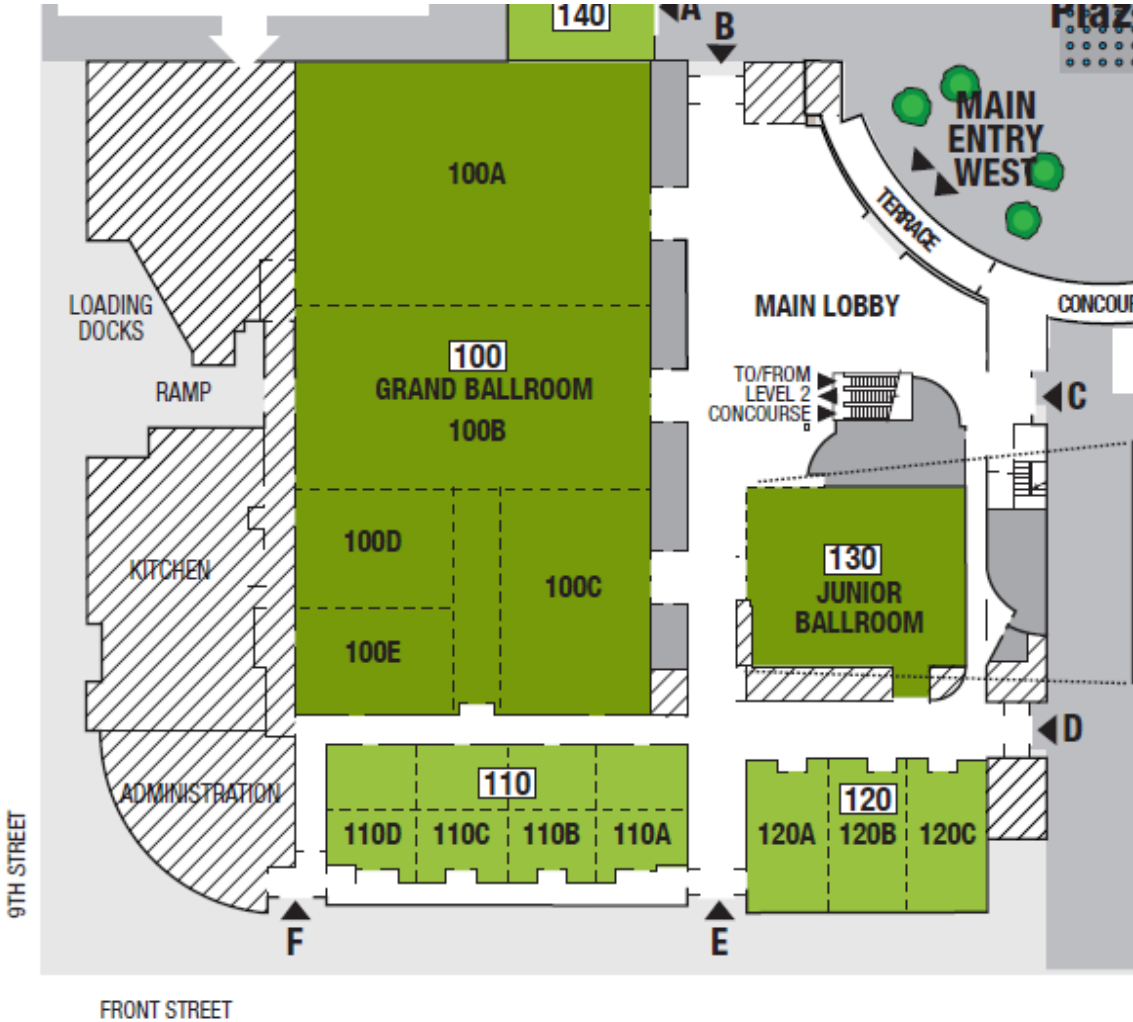 140
A
B
Plaz
MAIN
ENTRY
WEST
100A
TERRACE
LOADING
DOCKS
MAIN LOBBY
CONCOUR
100
GRAND BALLROOM
100B
RAMP
TO/FROM
LEVEL 2
CONCOURSE
C
100D
100C
130
JUNIOR
BALLROOM
KITCHEN
100E
D
ADMINISTRATION
110
110D
110C
110B
110A
120
120A
120B
120C
9TH STREET
F
E
FRONT STREET